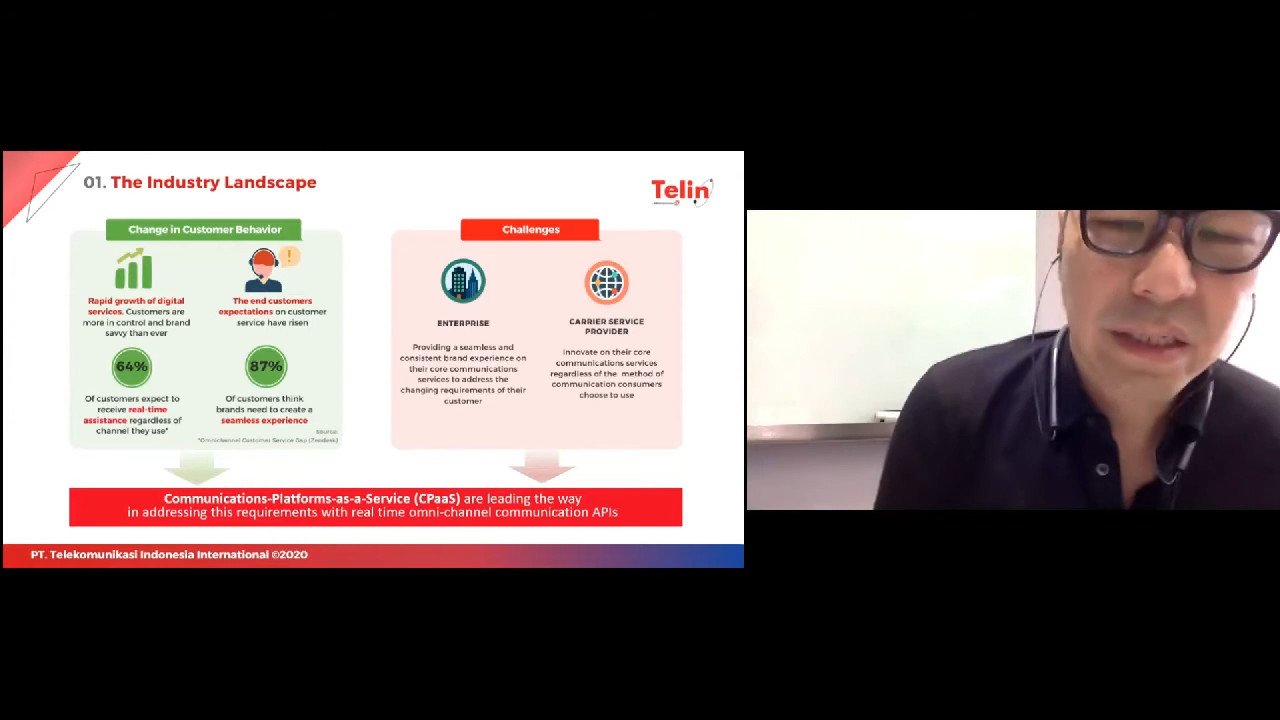 01. The Industry Landscape
Telin
Change in Customer Behavior
Rapid growth of digital
services. Customers are
more in control and brand
savvy than ever
The end customers
expectations on customer
service have risen
64%
Of customers expect to
receive real-time
assistance regardless of
channel they use*
87%
Of customers think
brands need to create a
seamless experience
Source:
*Omnichannel Customer Service Gap (Zendesk)
Challenges
ENTERPRISE
Providing a seamless and
consistent brand experience on
their core communications
services to address the
changing requirements of their
customer
CARRIER SERVICE
PROVIDER
Innovate on their core
communications services
regardless of the method of
communication consumers
choose to use
Communications-Platforms-as-a-Service (CPaaS) are leading the way
in addressing this requirements with real time omni-channel communication APIs
PT. Telekomunikasi Indonesia International ©2020